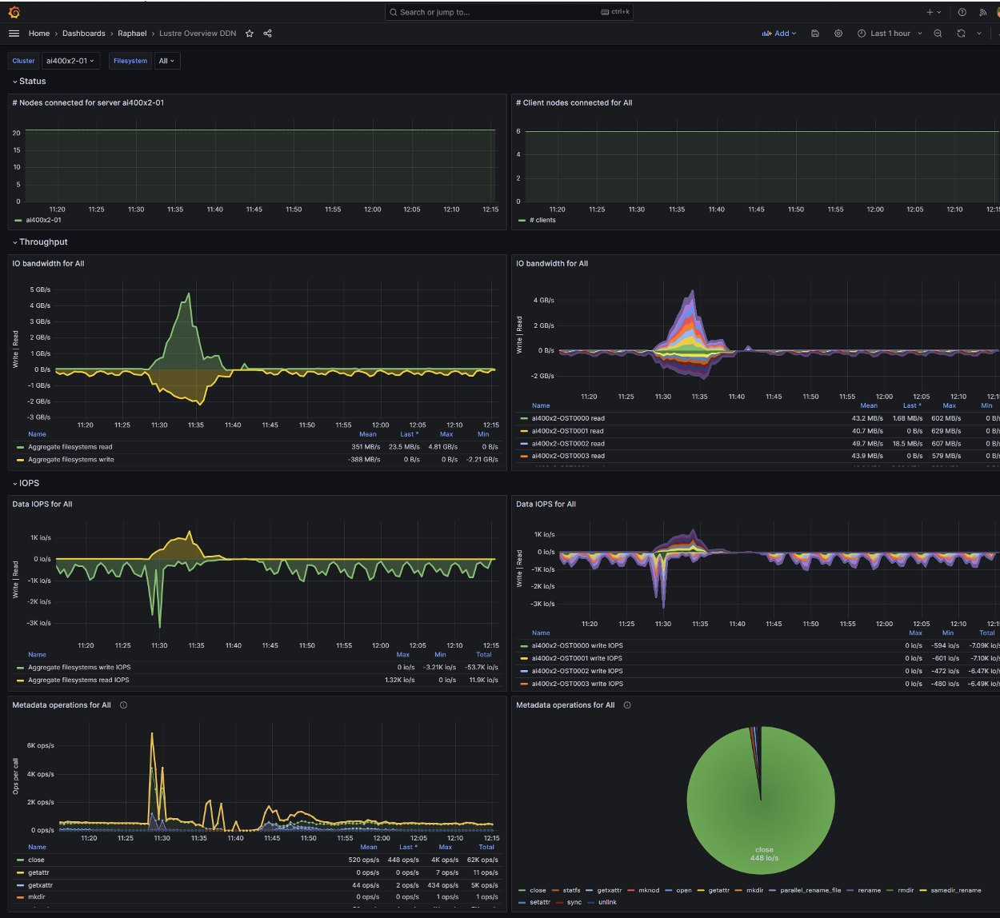 Search or jump to...
ctrl+k
Home › Dashboards › Raphael › Lustre Overview DDN
Add
Last 1 hour
Cluster
ai400x2-01
Filesystem
All
Status
# Nodes connected for server ai400x2-01
20
15
10
5
0
11:20 11:25 11:30 11:35 11:40 11:45 11:50 11:55 12:00 12:05 12:10 12:15
ai400x2-01
# Client nodes connected for All
6
4
2
0
11:20 11:25 11:30 11:35 11:40 11:45 11:50 11:55 12:00 12:05 12:10 12:15
# clients
Throughput
IO bandwidth for All
Write | Read
5 GB/s
4 GB/s
3 GB/s
2 GB/s
1 GB/s
0 B/s
-1 GB/s
-2 GB/s
-3 GB/s
11:20 11:25 11:30 11:35 11:40 11:45 11:50 11:55 12:00 12:05 12:10 12:15
Name Mean Last * Max Min
Aggregate filesystems read 351 MB/s 23.5 MB/s 4.81 GB/s 0 B/s
Aggregate filesystems write -388 MB/s 0 B/s 0 B/s -2.21 GB/s
IO bandwidth for All
Write | Read
4 GB/s
2 GB/s
0 B/s
-2 GB/s
11:20 11:25 11:30 11:35 11:40 11:45 11:50 11:55 12:00 12:05 12:10 12:1
Name Mean Last * Max Min
ai400x2-OST0000 read 43.2 MB/s 1.68 MB/s 602 MB/s 0 B/s
ai400x2-OST0001 read 40.7 MB/s 0 B/s 629 MB/s 0 B/s
ai400x2-OST0002 read 49.7 MB/s 18.5 MB/s 607 MB/s 0 B/s
ai400x2-OST0003 read 43.9 MB/s 0 B/s 579 MB/s 0 B/s
IOPS
Data IOPS for All
Write | Read
1K io/s
0 io/s
-1K io/s
-2K io/s
-3K io/s
11:20 11:25 11:30 11:35 11:40 11:45 11:50 11:55 12:00 12:05 12:10 12:15
Name Max Min Total
Aggregate filesystems write IOPS 0 io/s -3.21K io/s -53.7K io/s
Aggregate filesystems read IOPS 1.32K io/s 0 io/s 11.9K io/s
Data IOPS for All
Write | Read
1K io/s
0 io/s
-1K io/s
-2K io/s
-3K io/s
11:20 11:25 11:30 11:35 11:40 11:45 11:50 11:55 12:00 12:05 12:10 12:1
Name Max Min Total
ai400x2-OST0000 write IOPS 0 io/s -594 io/s -7.09K io/s
ai400x2-OST0001 write IOPS 0 io/s -601 io/s -7.10K io/s
ai400x2-OST0002 write IOPS 0 io/s -472 io/s -6.47K io/s
ai400x2-OST0003 write IOPS 0 io/s -480 io/s -6.49K io/s
Metadata operations for All
Ops per call
6K ops/s
4K ops/s
2K ops/s
0 ops/s
11:20 11:25 11:30 11:35 11:40 11:45 11:50 11:55 12:00 12:05 12:10 12:15
Name Mean Last * Max Total
close 520 ops/s 448 ops/s 4K ops/s 62K ops/s
getattr 0 ops/s 0 ops/s 7 ops/s 11 ops/s
getxattr 44 ops/s 2 ops/s 434 ops/s 5K ops/s
mkdir 0 ops/s 0 ops/s 1 ops/s 1 ops/s
Metadata operations for All
close
448 io/s
close statfs getxattr mknod open getattr mkdir parallel_rename_file rename rmdir samedir_rename
setattr sync unlink